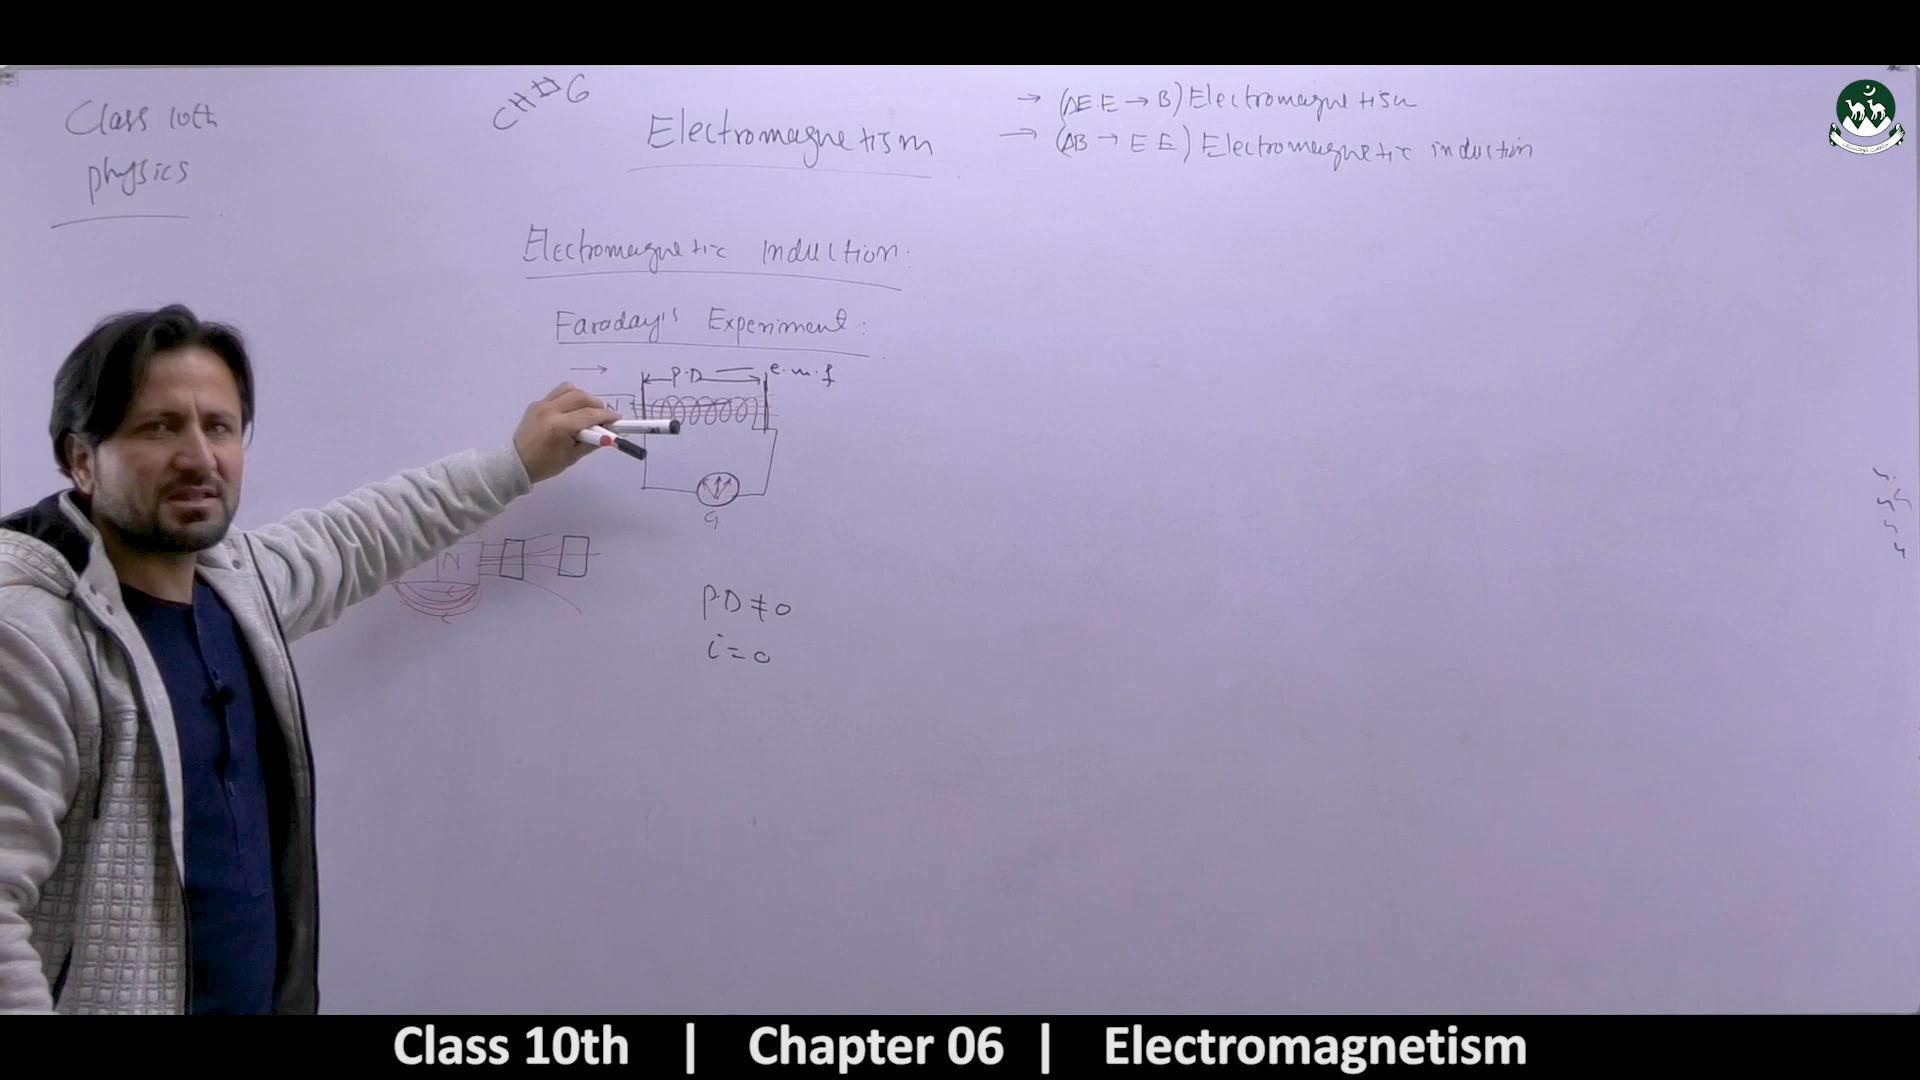 Class 10th
physics
CH# 6
Electromagnetism
→ (ΔE.E → B) Electromagnetism
→ (ΔB → E E) Electromagnetic induction
Electromagnetic induction.
Faraday's Experiment:
P.D
e.m.f
N
G
N
P.D ≠ 0
i = 0
Class 10th | Chapter 06 | Electromagnetism